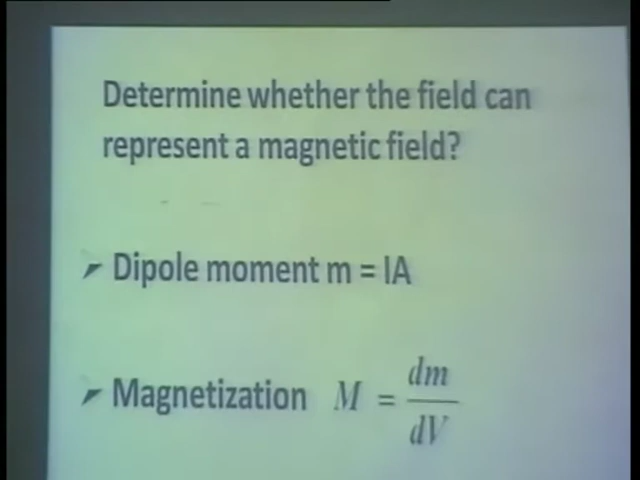 Determine whether the field can
represent a magnetic field?
➢ Dipole moment m = IA
➢ Magnetization M = dm/dV